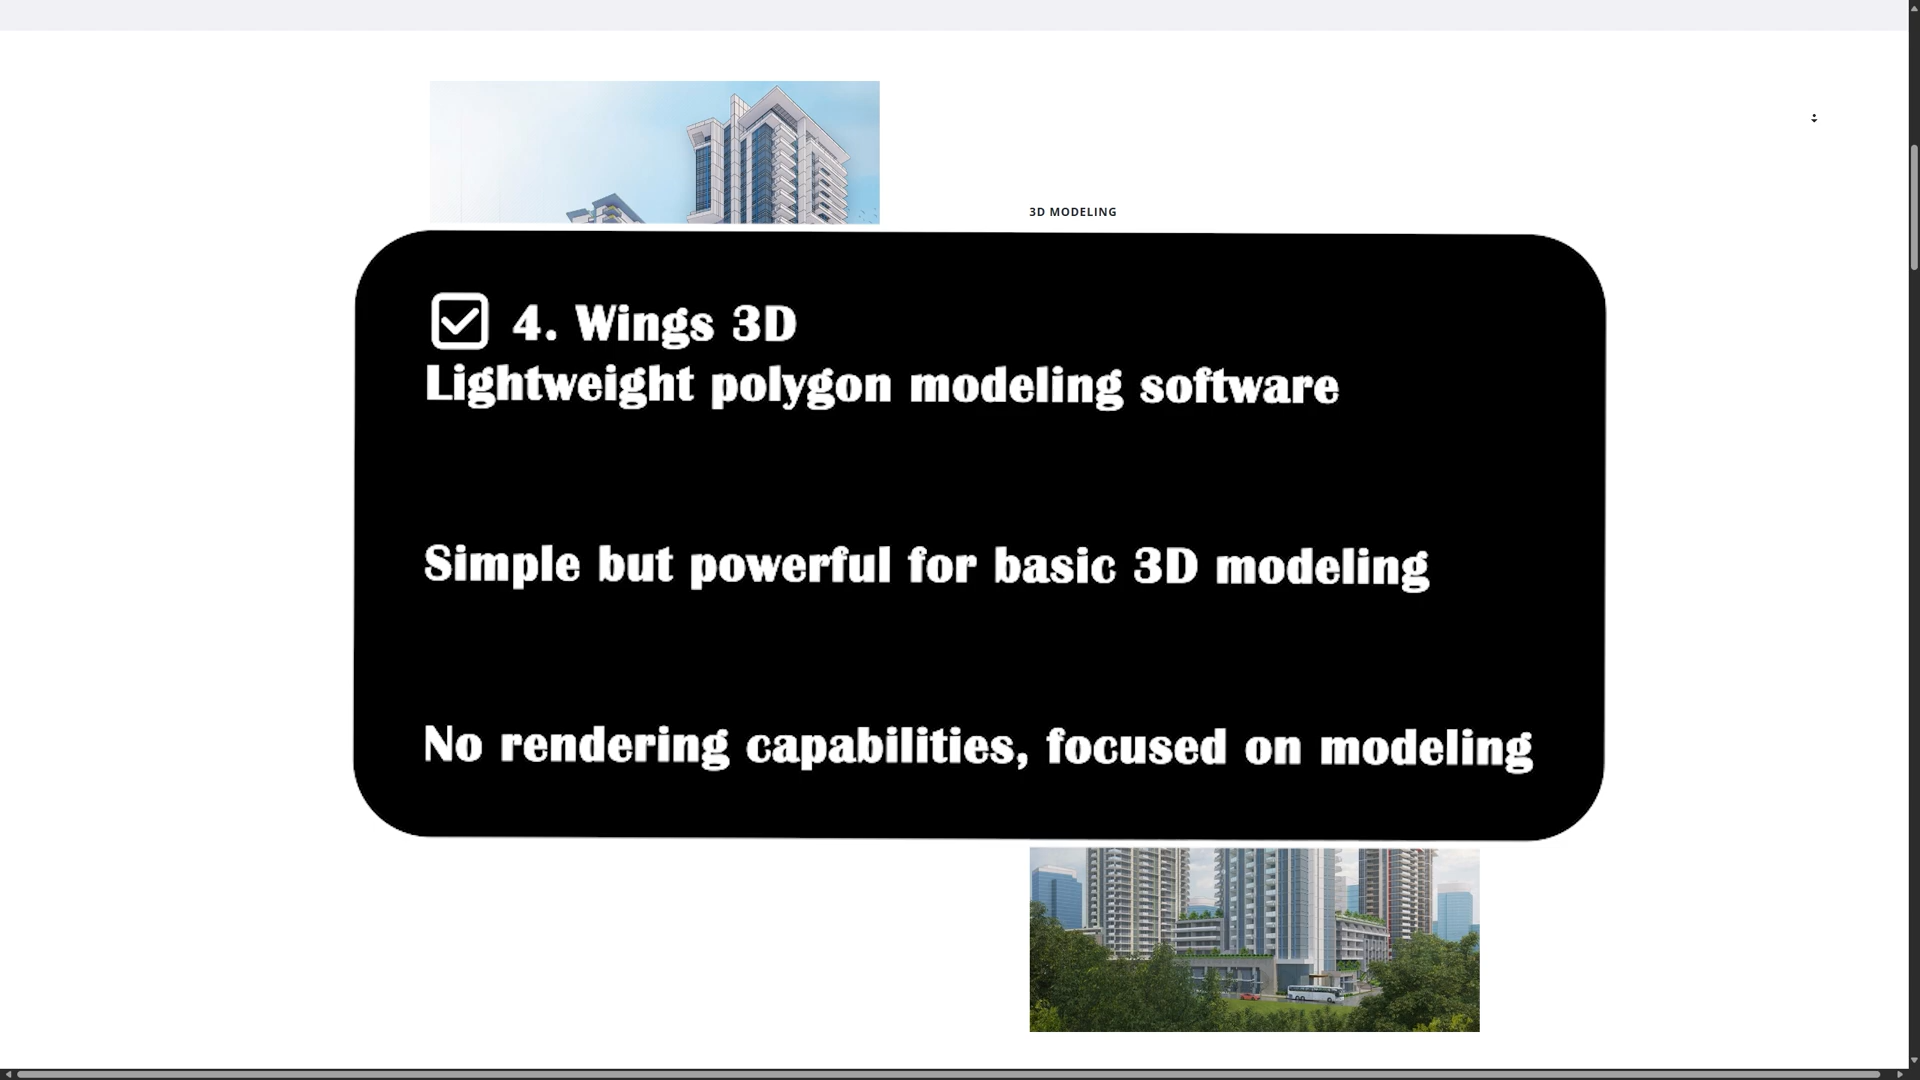 3D MODELING
4. Wings 3D
Lightweight polygon modeling software
Simple but powerful for basic 3D modeling
No rendering capabilities, focused on modeling